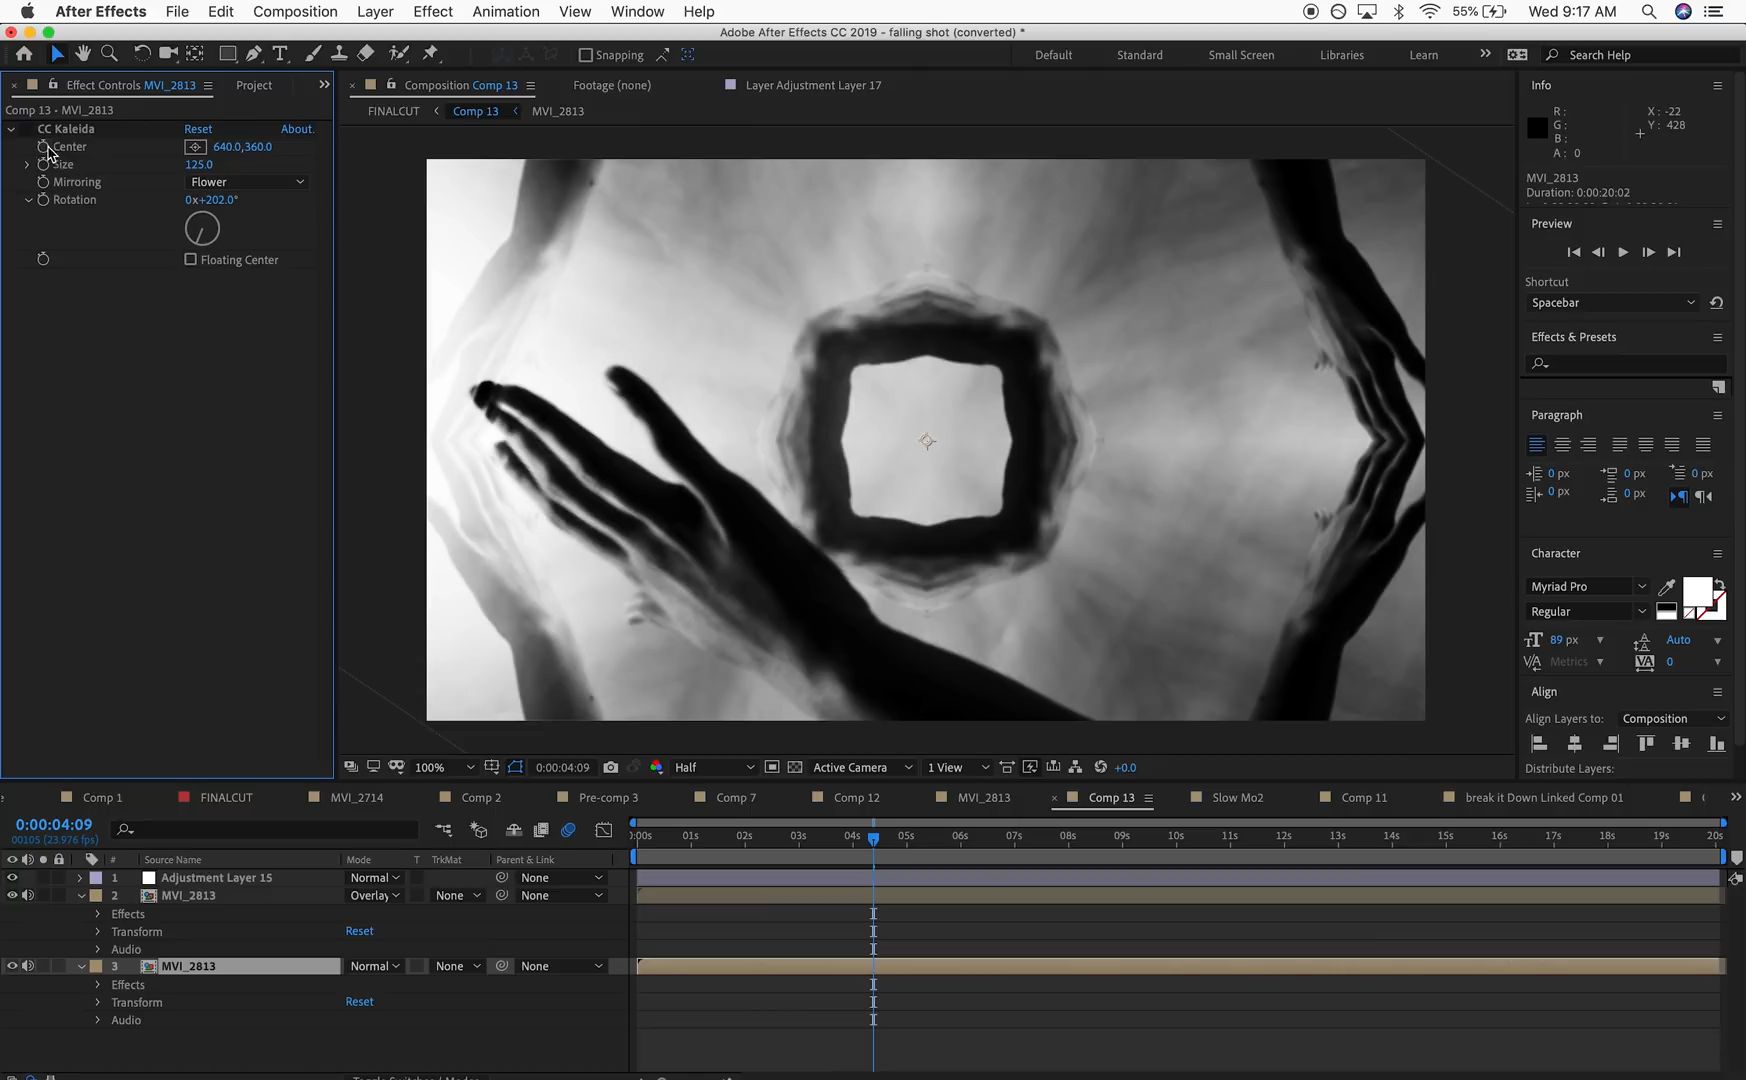 After Effects File Edit Composition Layer Effect Animation View Window Help 55% Wed 9:17 AM
Adobe After Effects CC 2019 - falling shot (converted) *
Snapping Default Standard Small Screen Libraries Learn Search Help
Effect Controls MVI_2813 Project Composition Comp 13 Footage (none) Layer Adjustment Layer 17 Info
Comp 13 • MVI_2813 FINALCUT Comp 13 MVI_2813
R: X: -22
G: Y: 428
B:
A: 0
CC Kaleida Reset About.
Center 640.0,360.0
Size 125.0
Mirroring Flower
Rotation 0x+202.0°
Floating Center
MVI_2813
Duration: 0:00:20:02
Preview
Shortcut
Spacebar
Effects & Presets
Paragraph
0 px 0 px 0 px
0 px 0 px
Character
Myriad Pro
Regular
89 px Auto
Metrics 0
Align
Align Layers to: Composition
Distribute Layers:
100% 0:00:04:09 Half Active Camera 1 View +0.0
Comp 1 FINALCUT MVI_2714 Comp 2 Pre-comp 3 Comp 7 Comp 12 MVI_2813 Comp 13 Slow Mo2 Comp 11 break it Down Linked Comp 01
0:00:04:09
00105 (23.976 fps)
0:00s 01s 02s 03s 04s 05s 06s 07s 08s 09s 10s 11s 12s 13s 14s 15s 16s 17s 18s 19s 20s
# Source Name Mode T TrkMat Parent & Link
1 Adjustment Layer 15 Normal None
2 MVI_2813 Overlay None None
Effects
Transform Reset
Audio
3 MVI_2813 Normal None None
Effects
Transform Reset
Audio